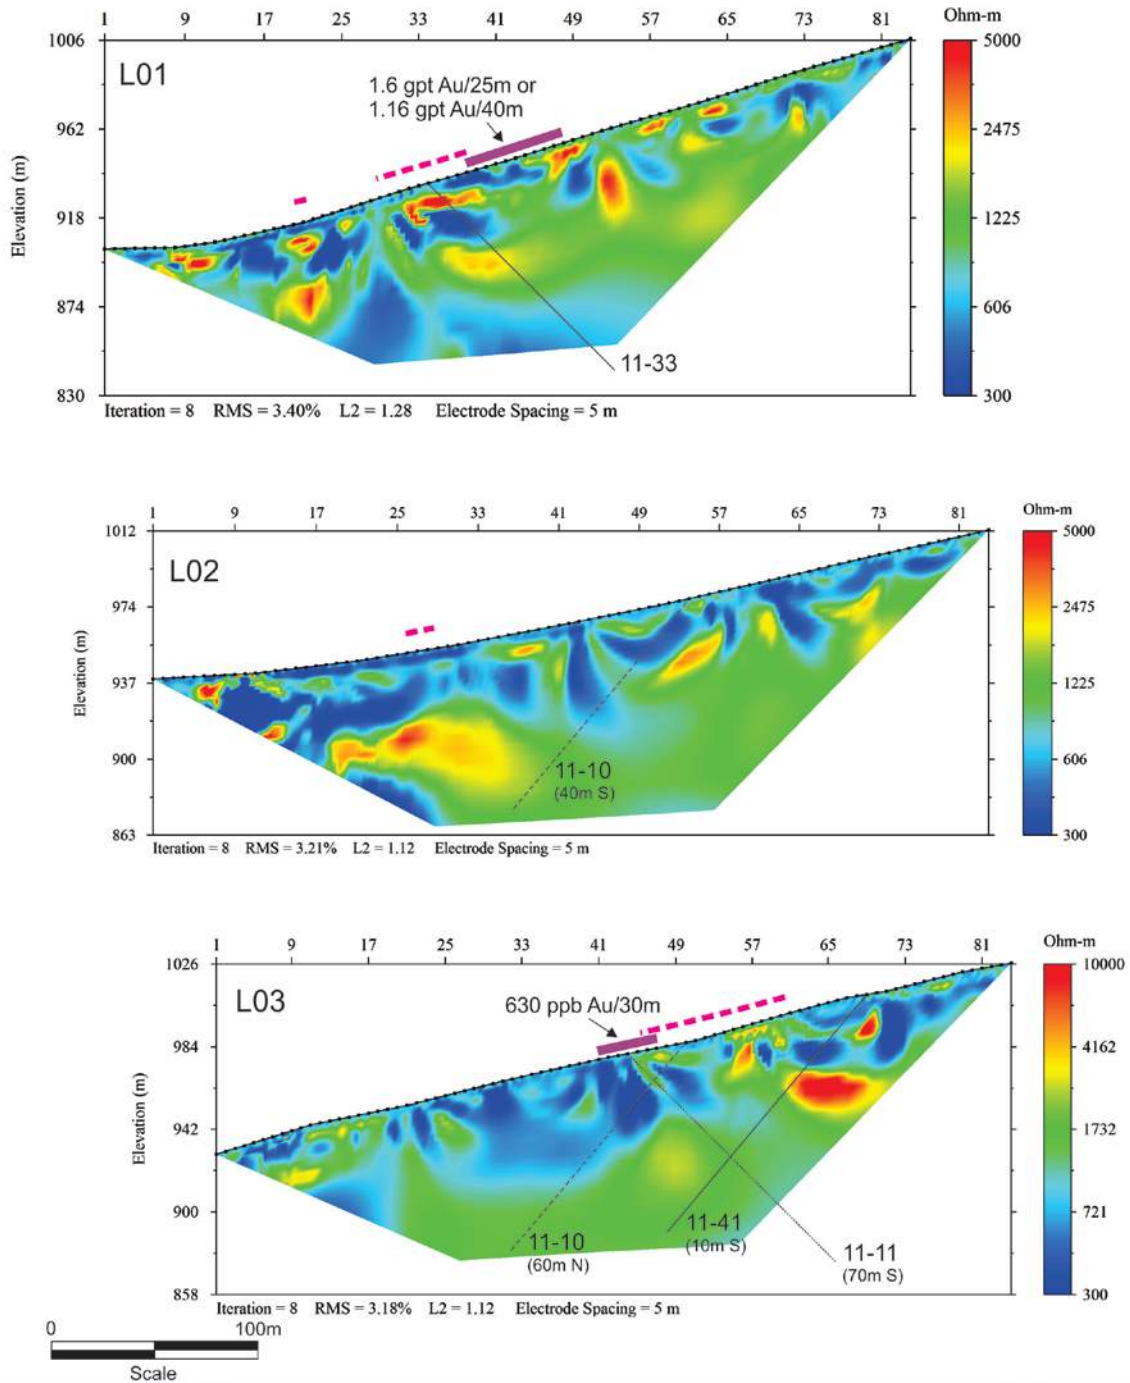 1 9 17 25 33 41 49 57 65 73 81 Ohm-m
1006 5000
L01
1.6 gpt Au/25m or
1.16 gpt Au/40m
962 2475
Elevation (m)
918 1225
874 606
11-33
830 300
Iteration = 8 RMS = 3.40% L2 = 1.28 Electrode Spacing = 5 m
1 9 17 25 33 41 49 57 65 73 81 Ohm-m
1012 5000
L02
974 2475
Elevation (m)
937 1225
900 606
11-10
(40m S)
863 300
Iteration = 8 RMS = 3.21% L2 = 1.12 Electrode Spacing = 5 m
1 9 17 25 33 41 49 57 65 73 81 Ohm-m
1026 10000
L03
630 ppb Au/30m
984 4162
Elevation (m)
942 1732
900 721
11-41
(10m S)
11-10
(60m N)
11-11
(70m S)
858 300
Iteration = 8 RMS = 3.18% L2 = 1.12 Electrode Spacing = 5 m
0 100m
Scale